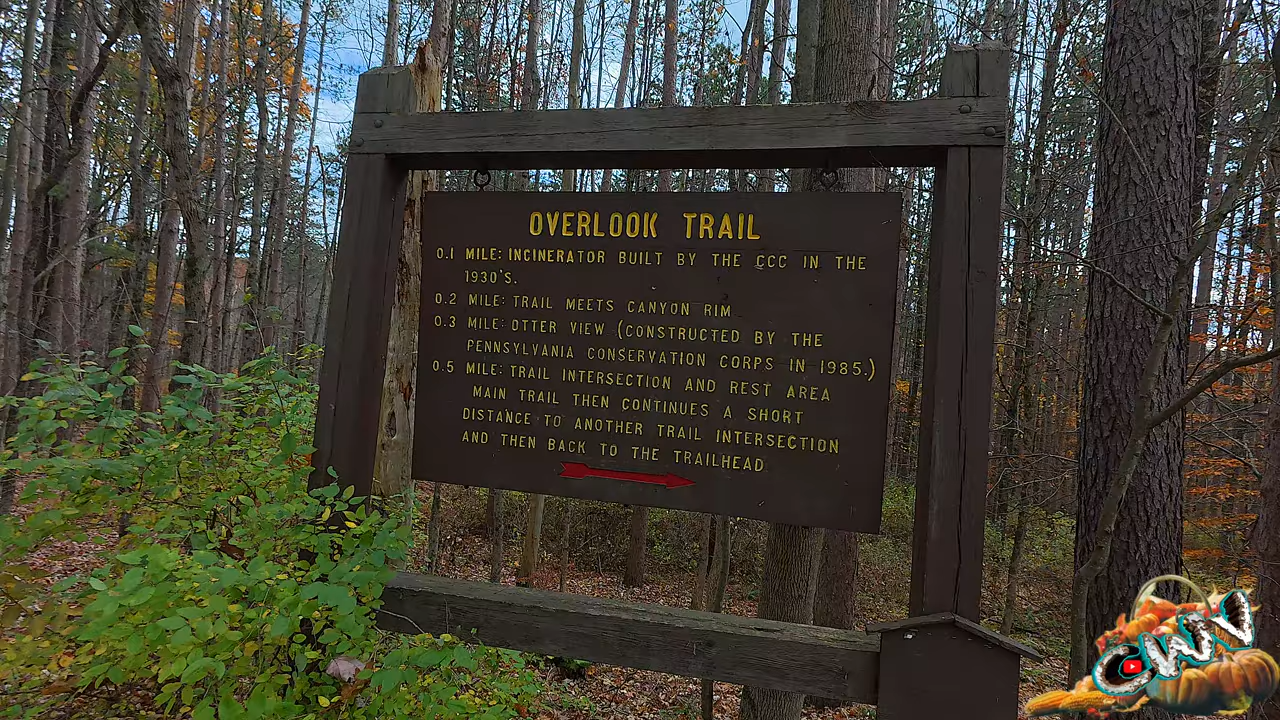 OVERLOOK TRAIL
0.1 MILE: INCINERATOR BUILT BY THE CCC IN THE
1930'S.
0.2 MILE: TRAIL MEETS CANYON RIM
0.3 MILE: OTTER VIEW (CONSTRUCTED BY THE
PENNSYLVANIA CONSERVATION CORPS IN 1985.)
0.5 MILE: TRAIL INTERSECTION AND REST AREA
MAIN TRAIL THEN CONTINUES A SHORT
DISTANCE TO ANOTHER TRAIL INTERSECTION
AND THEN BACK TO THE TRAILHEAD
CWV